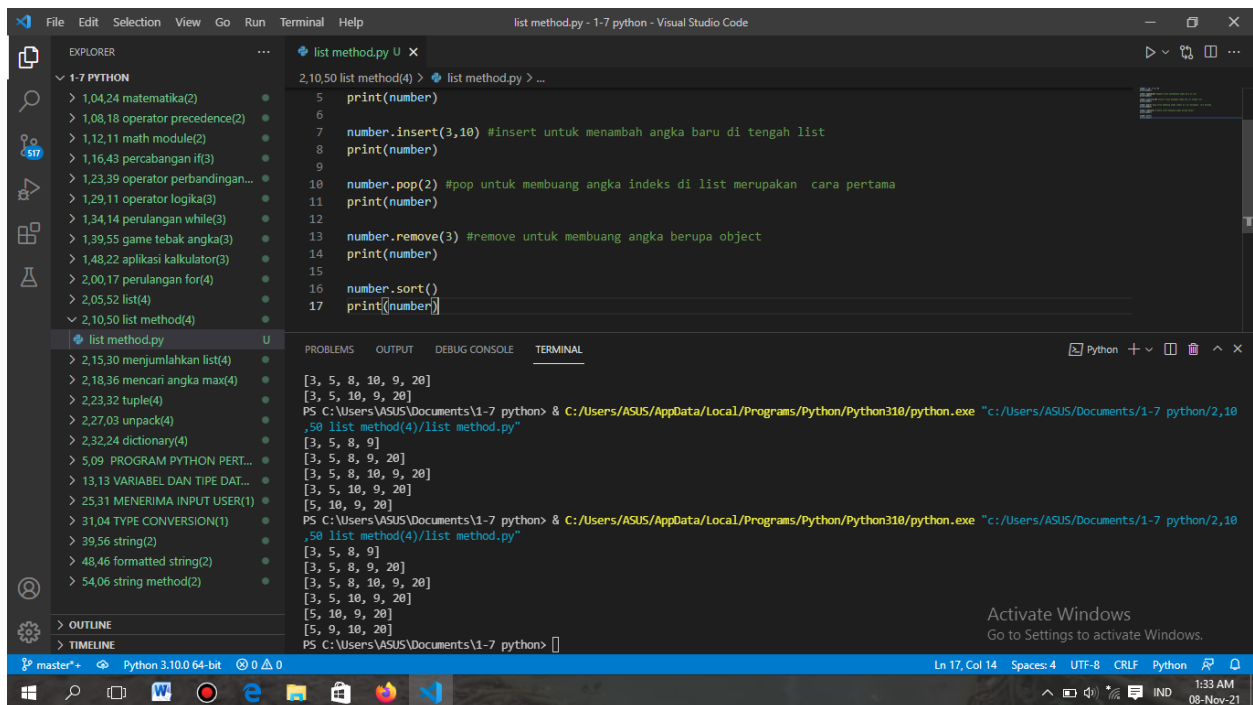 File Edit Selection View Go Run Terminal Help
list method.py - 1-7 python - Visual Studio Code
EXPLORER
1-7 PYTHON
1,04,24 matematika(2)
1,08,18 operator precedence(2)
1,12,11 math module(2)
1,16,43 percabangan if(3)
1,23,39 operator perbandingan...
1,29,11 operator logika(3)
1,34,14 perulangan while(3)
1,39,55 game tebak angka(3)
1,48,22 aplikasi kalkulator(3)
2,00,17 perulangan for(4)
2,05,52 list(4)
2,10,50 list method(4)
list method.py U
2,15,30 menjumlahkan list(4)
2,18,36 mencari angka max(4)
2,23,32 tuple(4)
2,27,03 unpack(4)
2,32,24 dictionary(4)
5,09 PROGRAM PYTHON PERT...
13,13 VARIABEL DAN TIPE DAT...
25,31 MENERIMA INPUT USER(1)
31,04 TYPE CONVERSION(1)
39,56 string(2)
48,46 formatted string(2)
54,06 string method(2)
OUTLINE
TIMELINE
517
list method.py U
2,10,50 list method(4) > list method.py > ...
5 print(number)
6
7 number.insert(3,10) #insert untuk menambah angka baru di tengah list
8 print(number)
9
10 number.pop(2) #pop untuk membuang angka indeks di list merupakan  cara pertama
11 print(number)
12
13 number.remove(3) #remove untuk membuang angka berupa object
14 print(number)
15
16 number.sort()
17 print(number)
PROBLEMS OUTPUT DEBUG CONSOLE TERMINAL
Python
[3, 5, 8, 10, 9, 20]
[3, 5, 10, 9, 20]
PS C:\Users\ASUS\Documents\1-7 python> & C:/Users/ASUS/AppData/Local/Programs/Python/Python310/python.exe "c:/Users/ASUS/Documents/1-7 python/2,10
,50 list method(4)/list method.py"
[3, 5, 8, 9]
[3, 5, 8, 9, 20]
[3, 5, 8, 10, 9, 20]
[3, 5, 10, 9, 20]
[5, 10, 9, 20]
PS C:\Users\ASUS\Documents\1-7 python> & C:/Users/ASUS/AppData/Local/Programs/Python/Python310/python.exe "c:/Users/ASUS/Documents/1-7 python/2,10
,50 list method(4)/list method.py"
[3, 5, 8, 9]
[3, 5, 8, 9, 20]
[3, 5, 8, 10, 9, 20]
[3, 5, 10, 9, 20]
[5, 10, 9, 20]
[5, 9, 10, 20]
PS C:\Users\ASUS\Documents\1-7 python>
Activate Windows
Go to Settings to activate Windows.
master*+ Python 3.10.0 64-bit 0 0
Ln 17, Col 14 Spaces: 4 UTF-8 CRLF Python
IND
1:33 AM
08-Nov-21